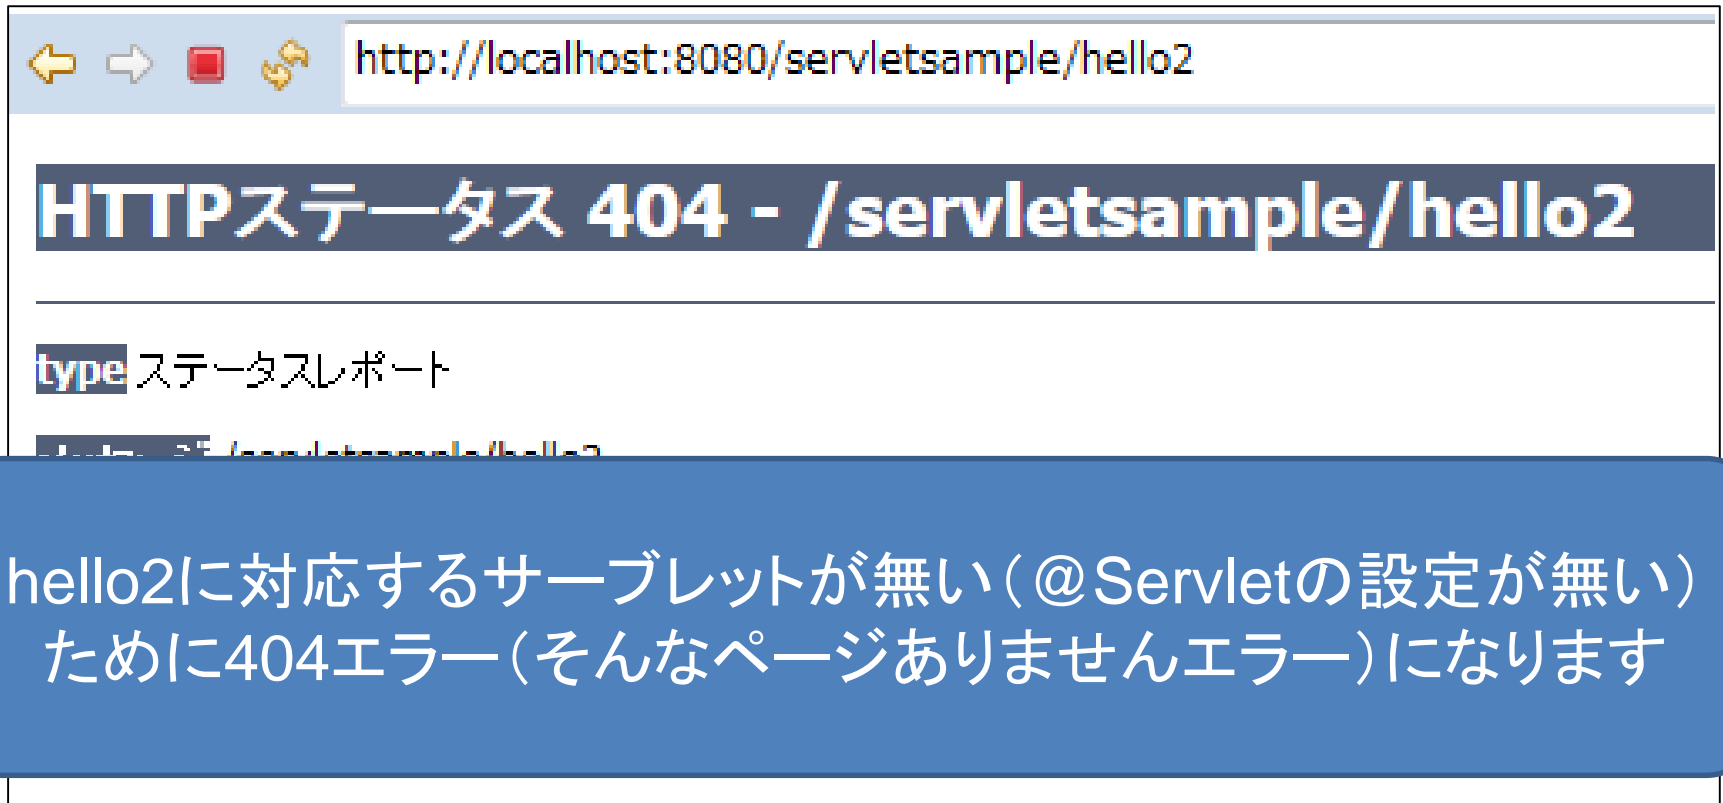 http://localhost:8080/servletsample/hello2
HTTPステータス 404 - /servletsample/hello2
type ステータスレポート
/servletsample/hello2
hello2に対応するサーブレットが無い（@Servletの設定が無い）
ために404エラー（そんなページありませんエラー）になります